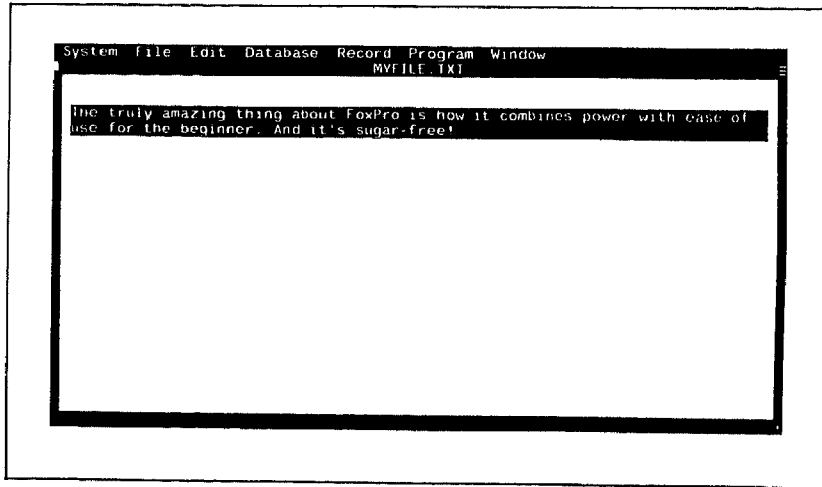 System File Edit Database Record Program Window
MYFILE.TXT
The truly amazing thing about FoxPro is how it combines power with ease of
use for the beginner. And it's sugar-free!